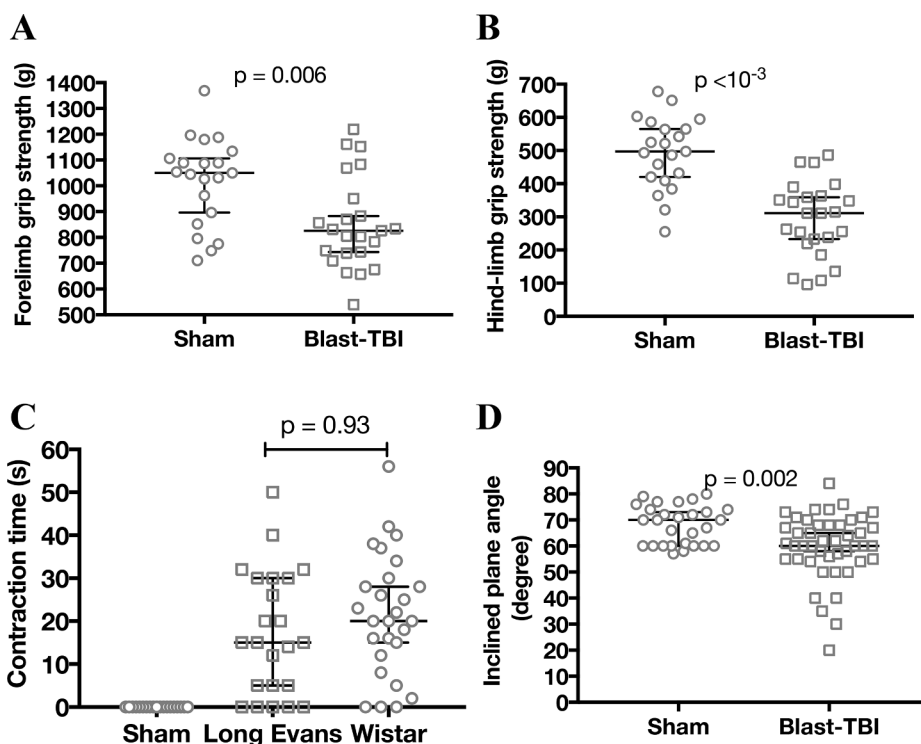 A
p = 0.006
Forelimb grip strength (g)
1400
1300
1200
1100
1000
900
800
700
600
500
Sham
Blast-TBI
B
p <10-3
Hind-limb grip strength (g)
700
600
500
400
300
200
100
0
Sham
Blast-TBI
C
p = 0.93
Contraction time (s)
60
50
40
30
20
10
0
Sham
Long Evans
Wistar
D
p = 0.002
Inclined plane angle
(degree)
90
80
70
60
50
40
30
20
10
0
Sham
Blast-TBI